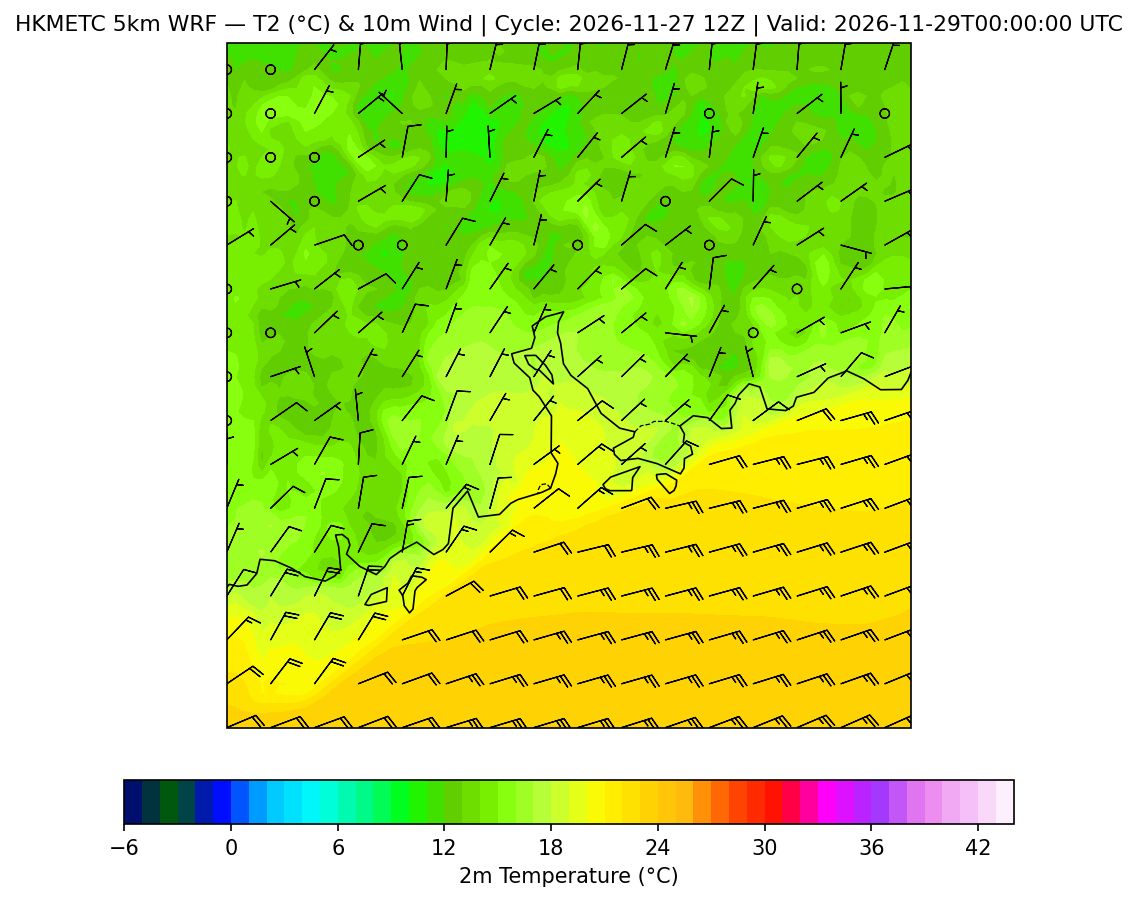 HKMETC 5km WRF — T2 (°C) & 10m Wind | Cycle: 2026-11-27 12Z | Valid: 2026-11-29T00:00:00 UTC
−6 0 6 12 18 24 30 36 42
2m Temperature (°C)